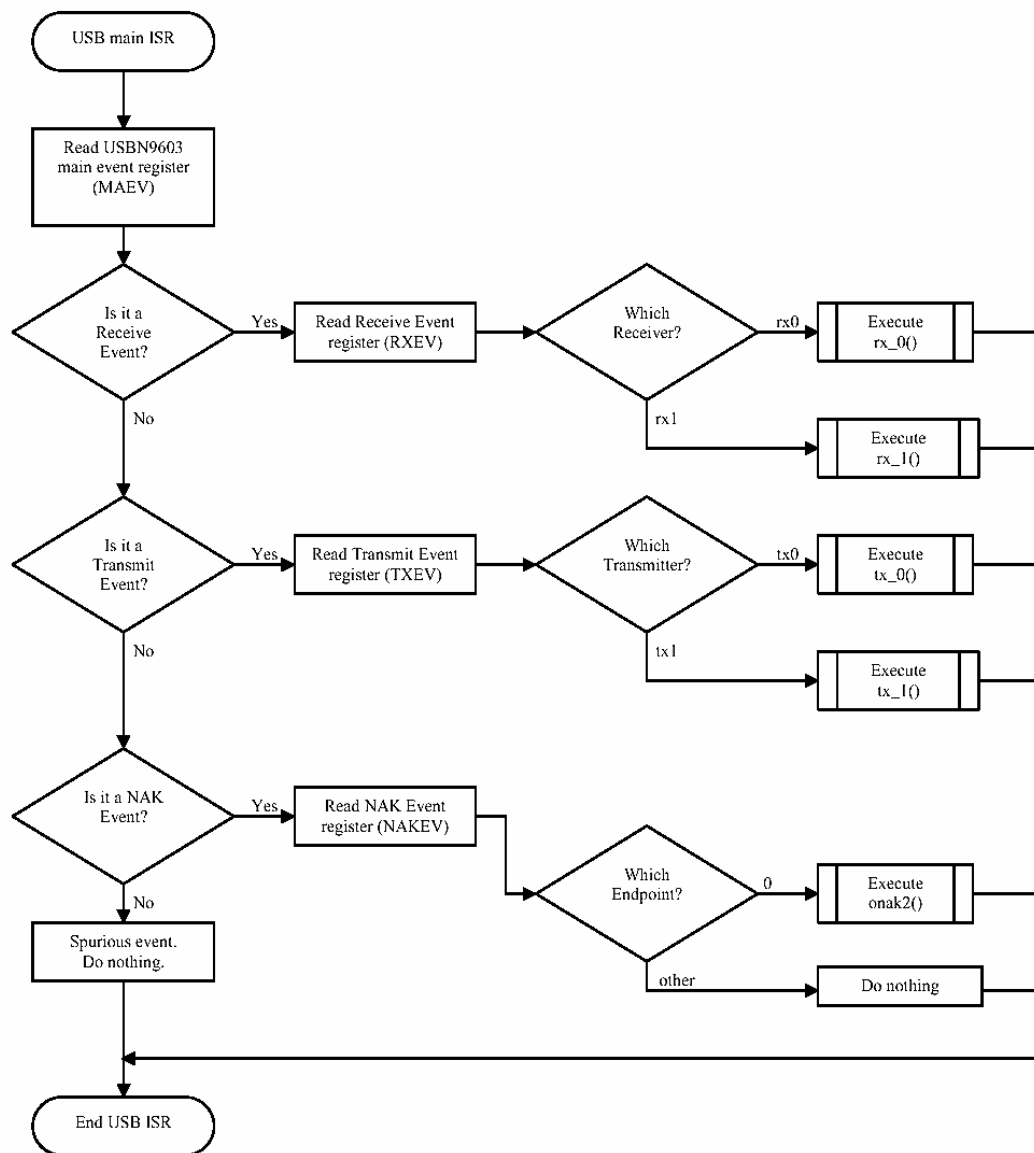 USB main ISR
Read USBN9603
main event register
(MAEV)
Is it a
Receive
Event?
Yes
No
Read Receive Event
register (RXEV)
Which
Receiver?
rx0
rx1
Execute
rx_0()
Execute
rx_1()
Is it a
Transmit
Event?
Yes
No
Read Transmit Event
register (TXEV)
Which
Transmitter?
tx0
tx1
Execute
tx_0()
Execute
tx_1()
Is it a NAK
Event?
Yes
No
Read NAK Event
register (NAKEV)
Which
Endpoint?
0
other
Execute
onak2()
Do nothing
Spurious event.
Do nothing.
End USB ISR